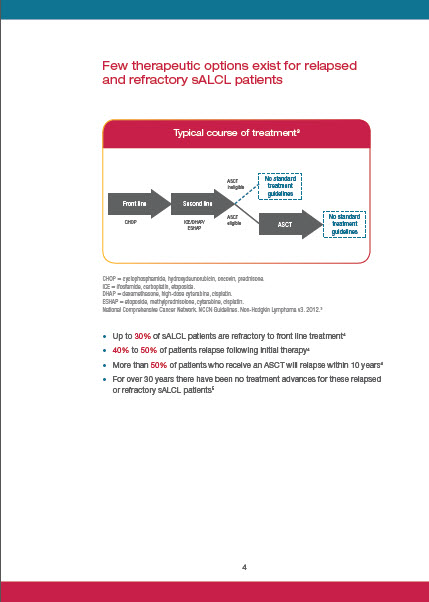 Few therapeutic options exist for relapsed
and refractory sALCL patients
Typical course of treatment³
ASCT
ineligible
No standard
treatment
guidelines
Front line
Second line
CHOP
ICE/DHAP/
ESHAP
ASCT
eligible
ASCT
No standard
treatment
guidelines
CHOP = cyclophosphamide, hydroxydaunorubicin, oncovin, prednisone.
ICE = ifosfamide, carboplatin, etoposide.
DHAP = dexamethasone, high-dose cytarabine, cisplatin.
ESHAP = etoposide, methylprednisolone, cytarabine, cisplatin.
National Comprehensive Cancer Network. NCCN Guidelines. Non-Hodgkin Lymphoma v3. 2012.³
• Up to 30% of sALCL patients are refractory to front line treatment⁴
• 40% to 50% of patients relapse following initial therapy⁴
• More than 50% of patients who receive an ASCT will relapse within 10 years
• For over 30 years there have been no treatment advances for these relapsed
or refractory sALCL patients⁵
4